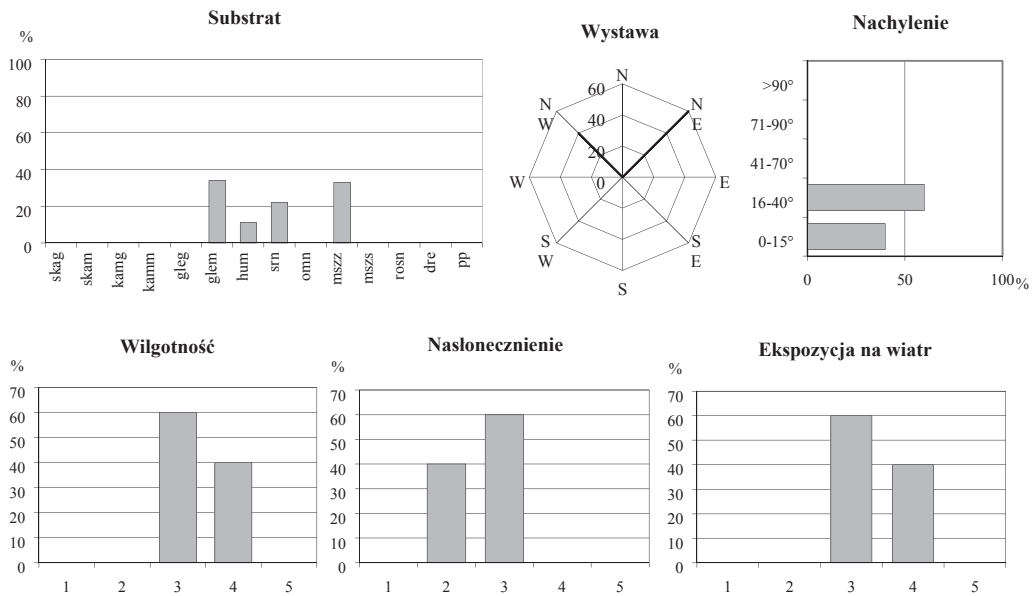 Substrat
%
100
80
60
40
20
0
skag
skam
kamg
kamm
gleg
glem
hum
srn
omn
mszz
mszs
rosn
dre
pp
Wystawa
N
N E
E
S E
S
S W
W
N W
60
40
20
0
Nachylenie
>90°
71-90°
41-70°
16-40°
0-15°
0 50 100 %
Wilgotność
%
70
60
50
40
30
20
10
0
1 2 3 4 5
Nasłonecznienie
%
70
60
50
40
30
20
10
0
1 2 3 4 5
Ekspozycja na wiatr
%
70
60
50
40
30
20
10
0
1 2 3 4 5